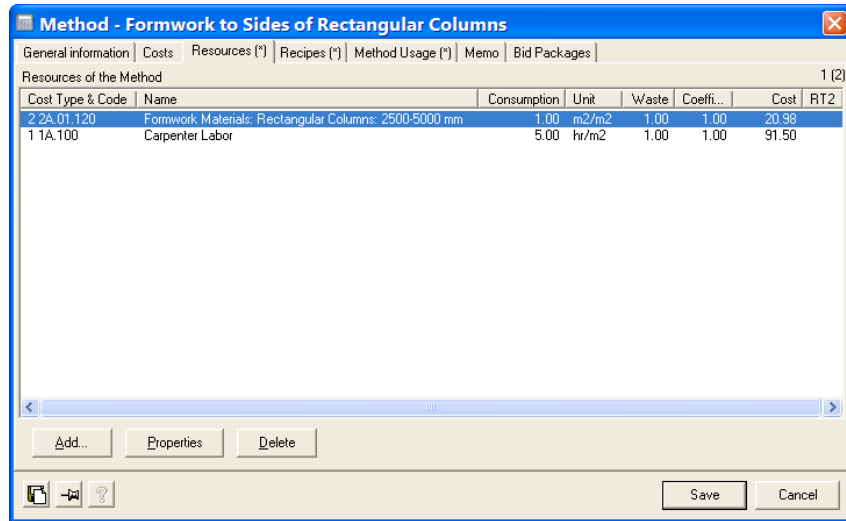 Method - Formwork to Sides of Rectangular Columns
General information Costs Resources (*) Recipes (*) Method Usage (*) Memo Bid Packages
Resources of the Method 1 (2)
Cost Type & Code Name Consumption Unit Waste Coeffi... Cost RT2
2 2A.01.120 Formwork Materials: Rectangular Columns: 2500-5000 mm 1.00 m2/m2 1.00 1.00 20.98
1 1A.100 Carpenter Labor 5.00 hr/m2 1.00 1.00 91.50
Add... Properties Delete
? Save Cancel